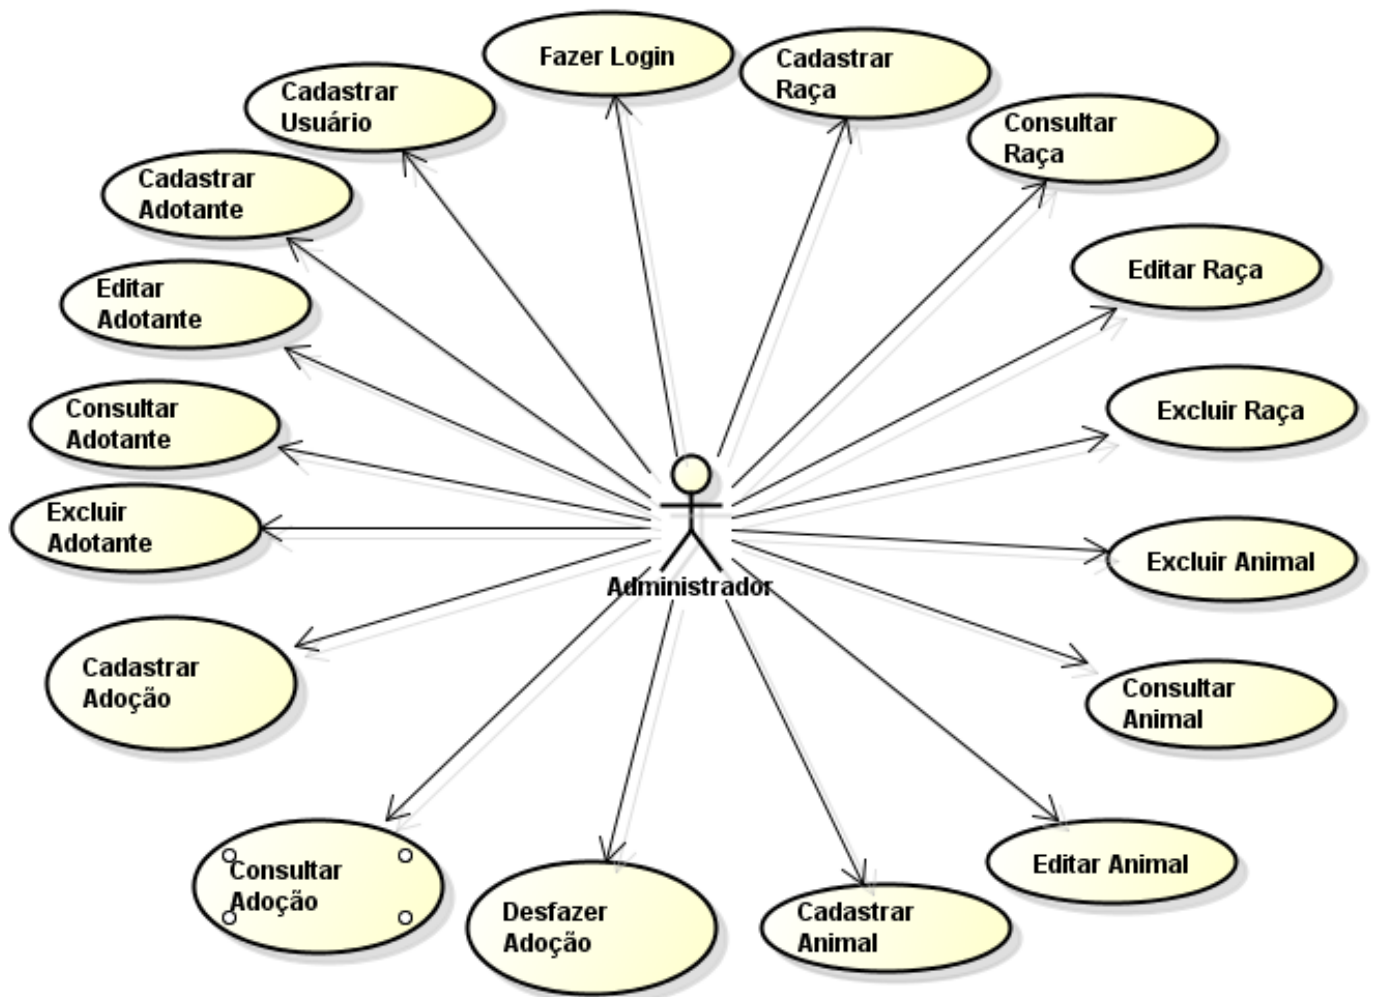 Fazer Login
Cadastrar
Raça
Cadastrar
Usuário
Consultar
Raça
Cadastrar
Adotante
Editar Raça
Editar
Adotante
Excluir Raça
Consultar
Adotante
Excluir
Adotante
Excluir Animal
Administrador
Cadastrar
Adoção
Consultar
Animal
Editar Animal
Consultar
Adoção
Desfazer
Adoção
Cadastrar
Animal